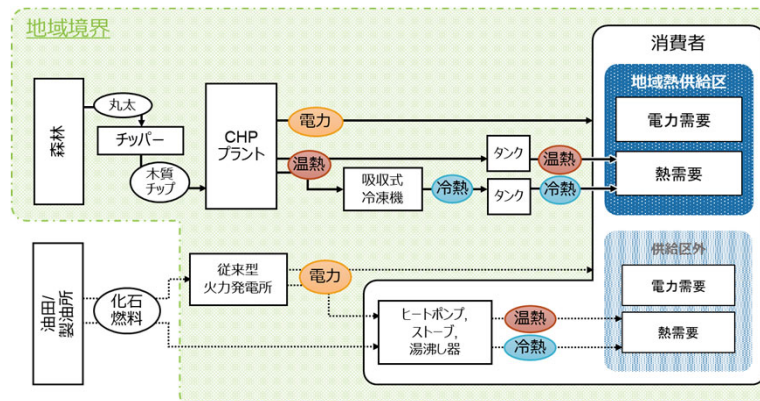 地域境界
消費者
地域熱供給区
電力需要
熱需要
森林
丸太
チッパー
木質
チップ
CHP
プラント
電力
温熱
吸収式
冷凍機
冷熱
タンク
タンク
温熱
冷熱
供給区外
電力需要
熱需要
油田/
製油所
化石
燃料
従来型
火力発電所
電力
ヒートポンプ,
ストーブ,
湯沸し器
温熱
冷熱